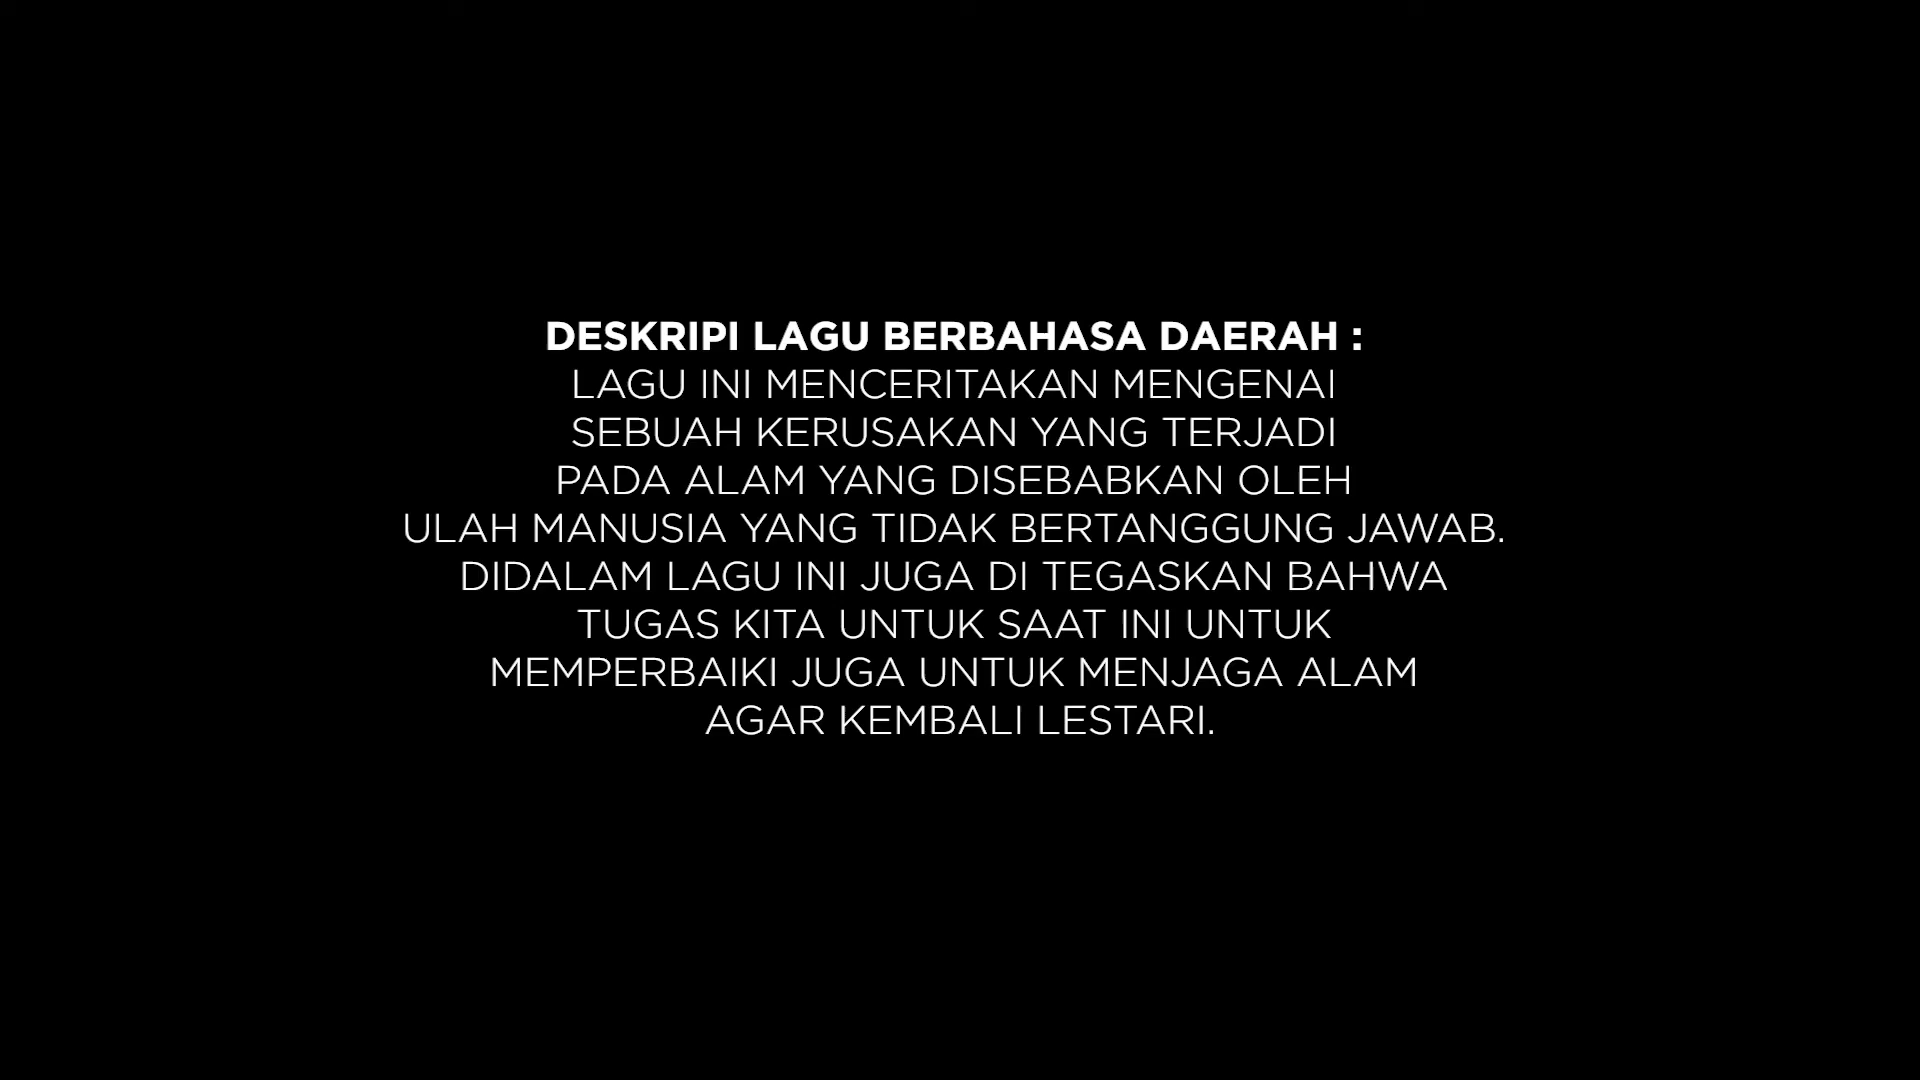 DESKRIPI LAGU BERBAHASA DAERAH :
LAGU INI MENCERITAKAN MENGENAI
SEBUAH KERUSAKAN YANG TERJADI
PADA ALAM YANG DISEBABKAN OLEH
ULAH MANUSIA YANG TIDAK BERTANGGUNG JAWAB.
DIDALAM LAGU INI JUGA DI TEGASKAN BAHWA
TUGAS KITA UNTUK SAAT INI UNTUK
MEMPERBAIKI JUGA UNTUK MENJAGA ALAM
AGAR KEMBALI LESTARI.